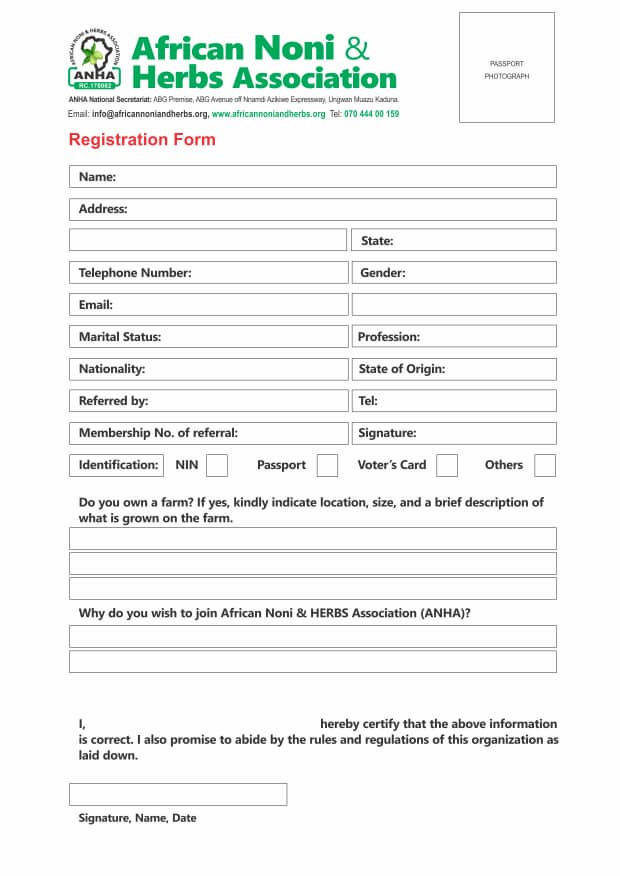 AFRICAN NONI & HERBS ASSOCIATION
ANHA
RC.176002
African Noni &
Herbs Association
PASSPORT
PHOTOGRAPH
ANHA National Secretariat: ABG Premise, ABG Avenue off Nnamdi Azikiwe Expressway, Ungwan Muazu Kaduna.
Email: info@africannoniandherbs.org, www.africannoniandherbs.org Tel: 070 444 00 159
Registration Form
Name:
Address:
State:
Telephone Number: Gender:
Email:
Marital Status: Profession:
Nationality: State of Origin:
Referred by: Tel:
Membership No. of referral: Signature:
Identification: NIN Passport Voter's Card Others
Do you own a farm? If yes, kindly indicate location, size, and a brief description of
what is grown on the farm.
Why do you wish to join African Noni & HERBS Association (ANHA)?
I, hereby certify that the above information
is correct. I also promise to abide by the rules and regulations of this organization as
laid down.
Signature, Name, Date